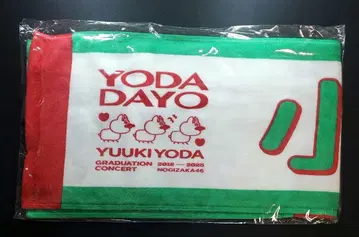 YODA
DAYO
YUUKI YODA
GRADUATION 2016 — 2025
CONCERT NOGIZAKA46
小